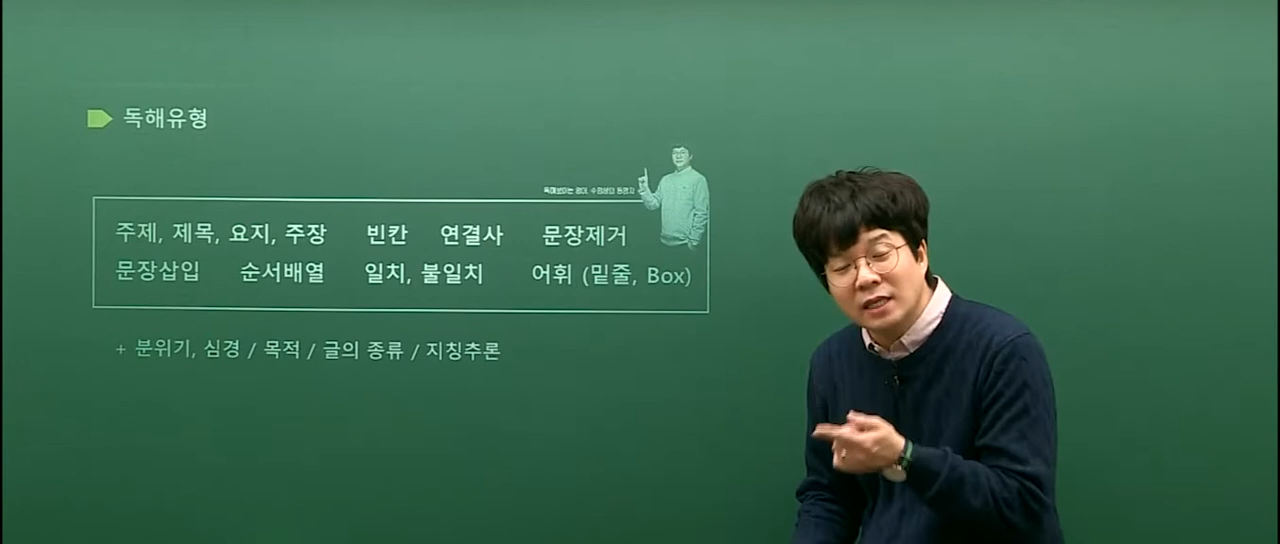 독해유형
주제, 제목, 요지, 주장 빈칸 연결사 문장제거
문장삽입 순서배열 일치, 불일치 어휘 (밑줄, Box)
+ 분위기, 심경 / 목적 / 글의 종류 / 지칭추론